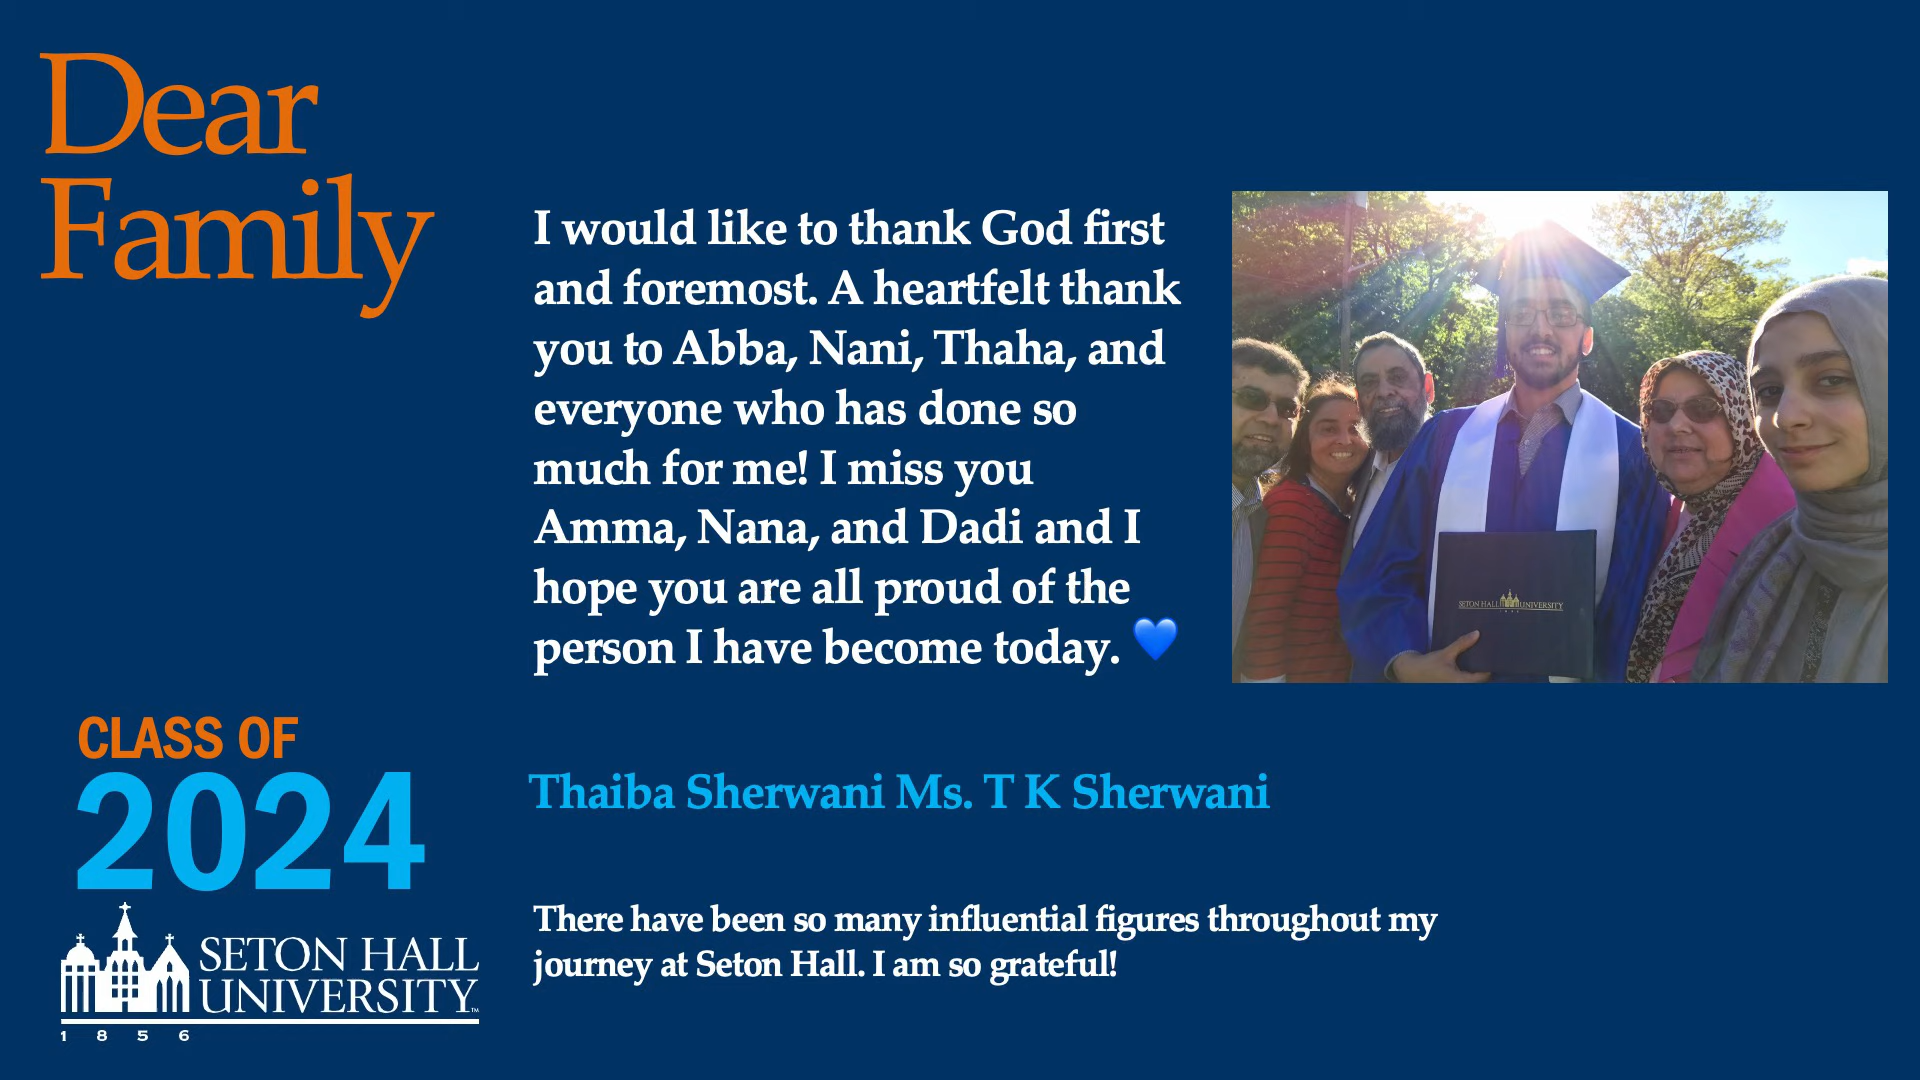 Dear
Family
I would like to thank God first
and foremost. A heartfelt thank
you to Abba, Nani, Thaha, and
everyone who has done so
much for me! I miss you
Amma, Nana, and Dadi and I
hope you are all proud of the
person I have become today. 💙
SETON HALL UNIVERSITY
CLASS OF
2024
Thaiba Sherwani Ms. T K Sherwani
There have been so many influential figures throughout my
journey at Seton Hall. I am so grateful!
SETON HALL
UNIVERSITY™
1 8 5 6